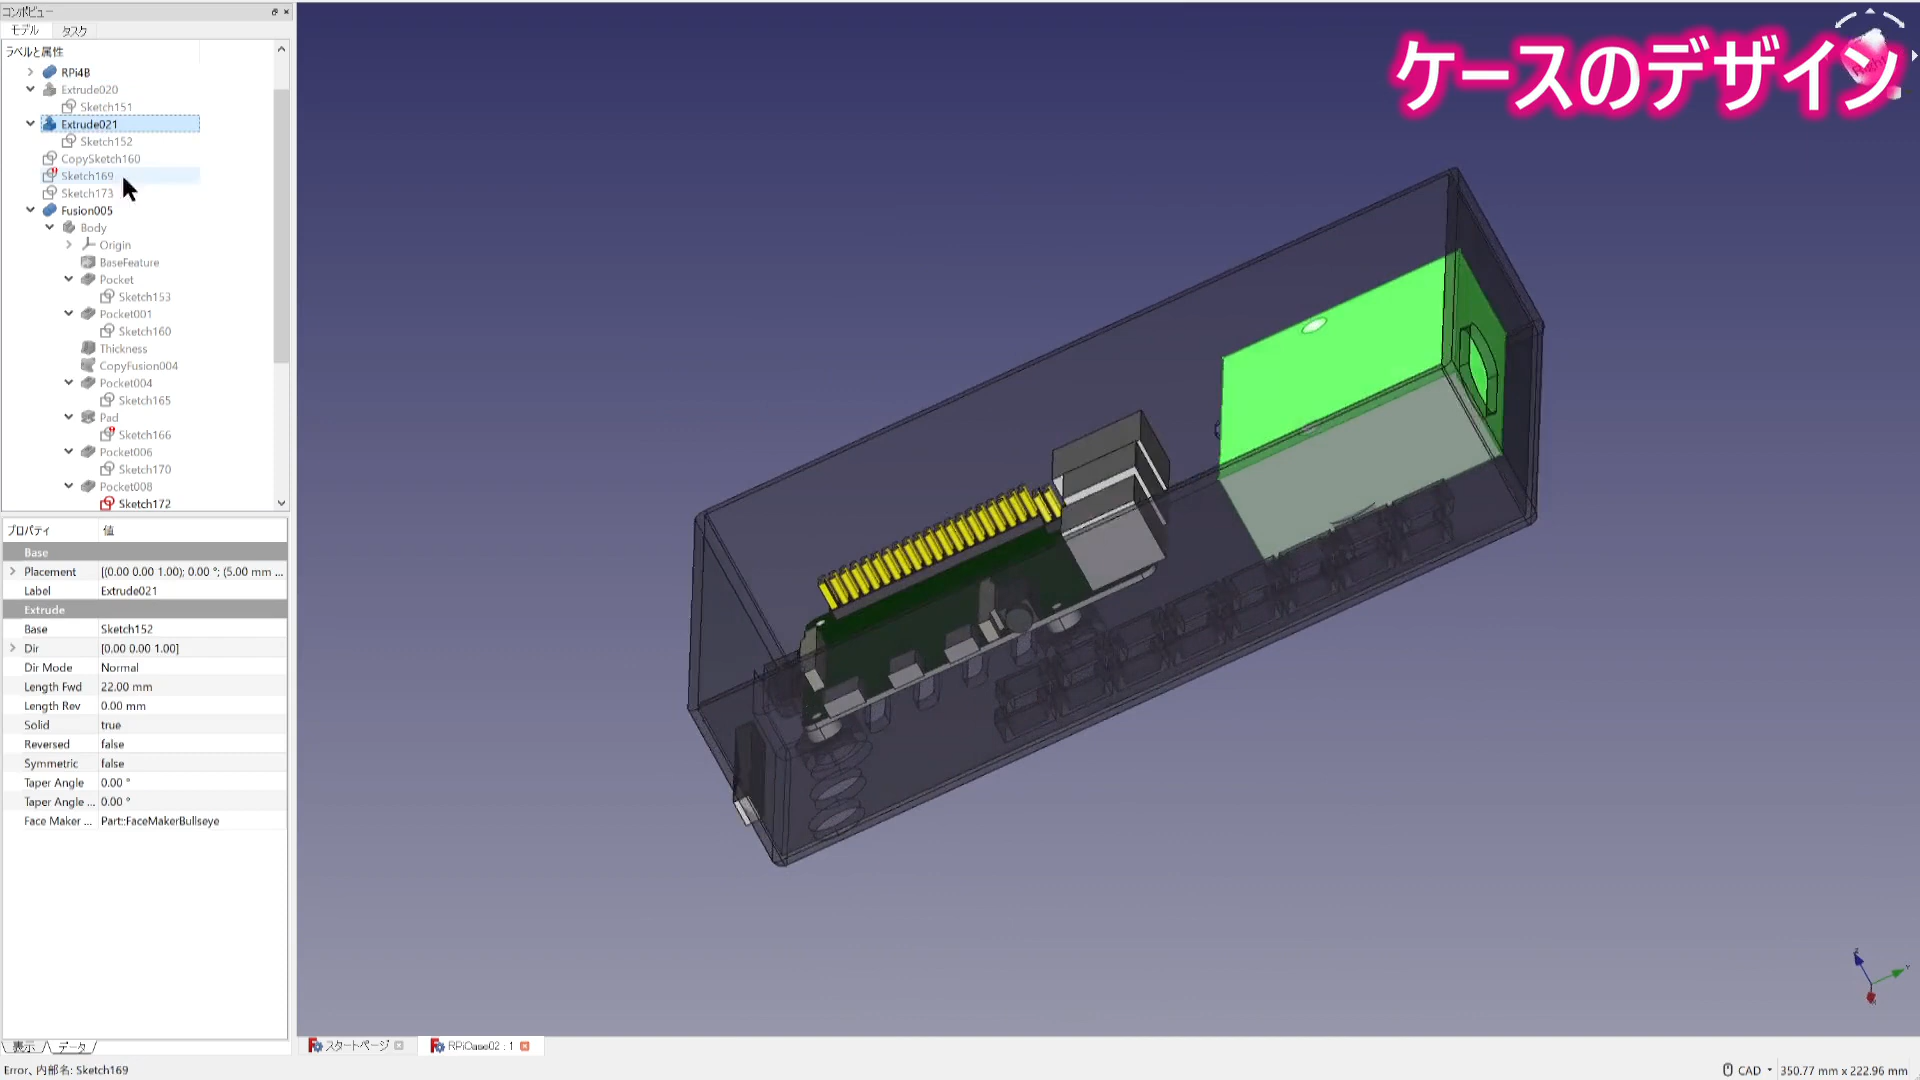 コンボビュー
モデル タスク
ラベルと属性
RPi4B
Extrude020
Sketch151
Extrude021
Sketch152
CopySketch160
Sketch169
Sketch173
Fusion005
Body
Origin
BaseFeature
Pocket
Sketch153
Pocket001
Sketch160
Thickness
CopyFusion004
Pocket004
Sketch165
Pad
Sketch166
Pocket006
Sketch170
Pocket008
Sketch172
プロパティ 値
Base
Placement [(0.00 0.00 1.00); 0.00 °; (5.00 mm ...
Label Extrude021
Extrude
Base Sketch152
Dir [0.00 0.00 1.00]
Dir Mode Normal
Length Fwd 22.00 mm
Length Rev 0.00 mm
Solid true
Reversed false
Symmetric false
Taper Angle 0.00 °
Taper Angle ... 0.00 °
Face Maker ... Part::FaceMakerBullseye
表示 データ
Error、内部名: Sketch169
ケースのデザイン
スタートページ
RPiCase02 : 1
CAD
350.77 mm x 222.96 mm